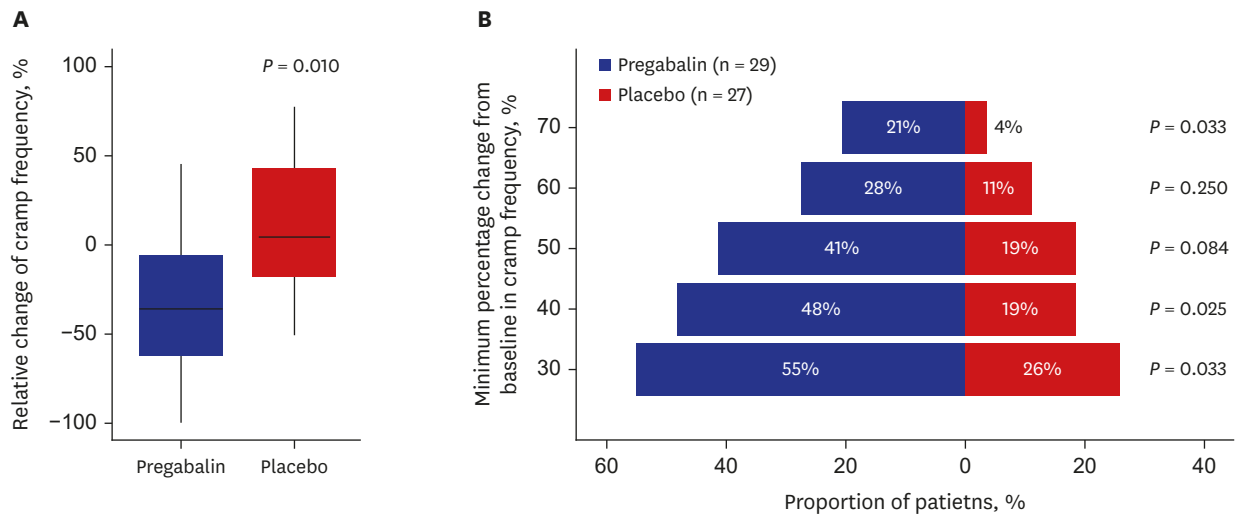 A
Relative change of cramp frequency, %
100
50
0
−50
−100
P = 0.010
Pregabalin
Placebo
B
Minimum percentage change from
baseline in cramp frequency, %
Pregabalin (n = 29)
Placebo (n = 27)
70
21%
4%
P = 0.033
60
28%
11%
P = 0.250
50
41%
19%
P = 0.084
40
48%
19%
P = 0.025
30
55%
26%
P = 0.033
60
40
20
0
20
40
Proportion of patietns, %